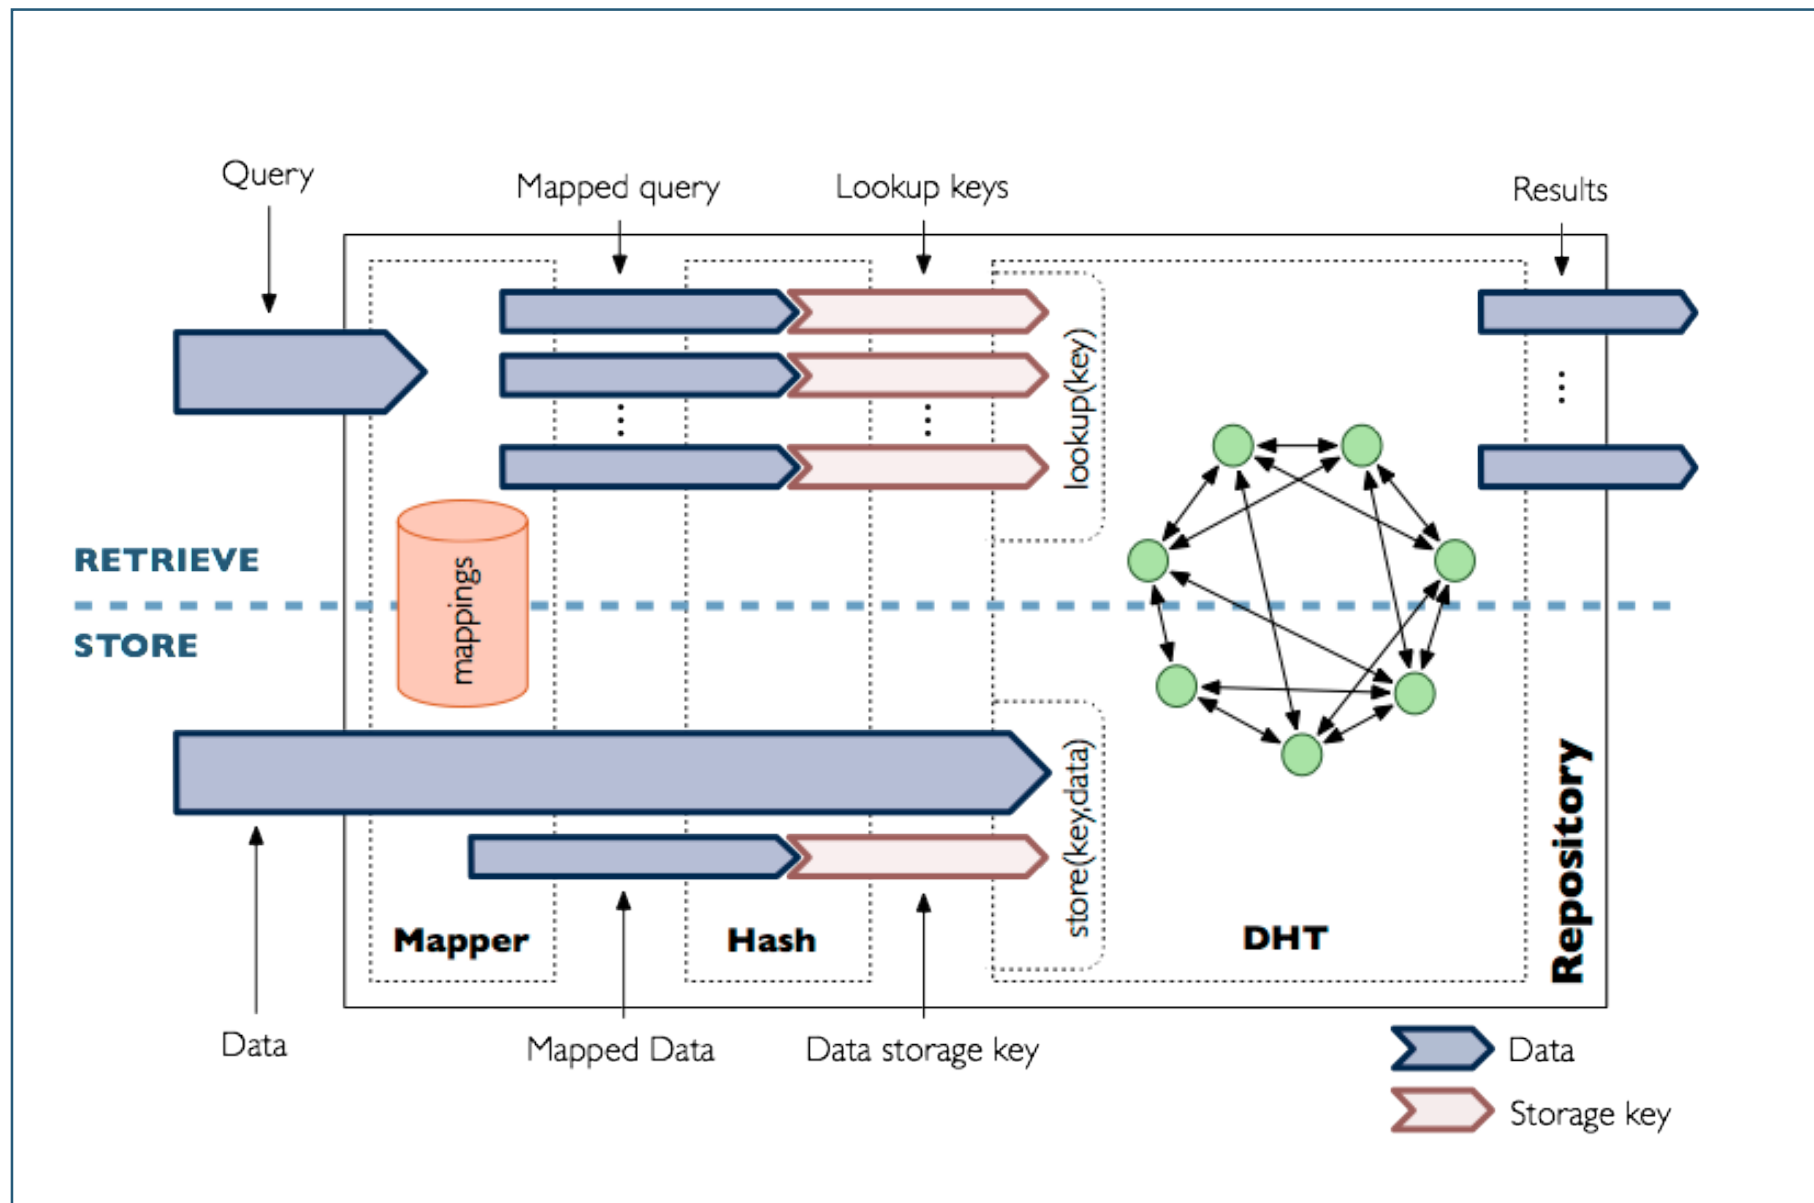 Query
Mapped query
Lookup keys
Results
lookup(key)
RETRIEVE
mappings
STORE
store(key,data)
Repository
Mapper
Hash
DHT
Data
Mapped Data
Data storage key
Data
Storage key